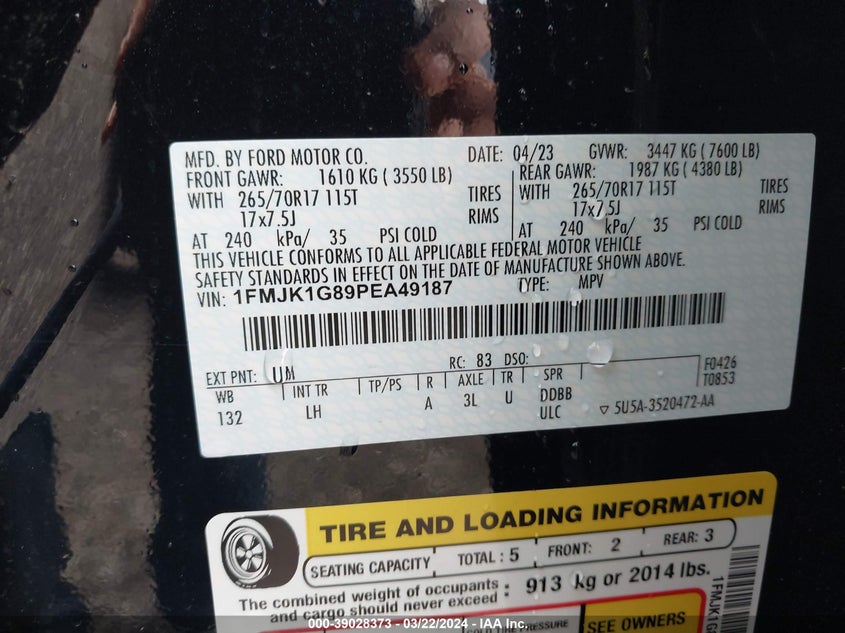 MFD. BY FORD MOTOR CO. DATE: 04/23 GVWR: 3447 KG ( 7600 LB)
FRONT GAWR: 1610 KG ( 3550 LB) REAR GAWR: 1987 KG ( 4380 LB)
WITH 265/70R17 115T TIRES WITH 265/70R17 115T TIRES
17x7.5J RIMS 17x7.5J RIMS
AT 240 kPa/ 35 PSI COLD AT 240 kPa/ 35 PSI COLD
THIS VEHICLE CONFORMS TO ALL APPLICABLE FEDERAL MOTOR VEHICLE
SAFETY STANDARDS IN EFFECT ON THE DATE OF MANUFACTURE SHOWN ABOVE.
VIN: 1FMJK1G89PEA49187 TYPE: MPV
EXT PNT: UM RC: 83 DSO: F0426
WB INT TR TP/PS R AXLE TR SPR T0853
132 LH A 3L U DDBB
ULC ▽ 5U5A-3520472-AA
TIRE AND LOADING INFORMATION
SEATING CAPACITY TOTAL : 5 FRONT: 2 REAR: 3
The combined weight of occupants
and cargo should never exceed : 913 kg or 2014 lbs.
1FMJK1G
COLD TIRE PRESSURE
SEE OWNERS
000-39028373 - 03/22/2024 - IAA Inc.